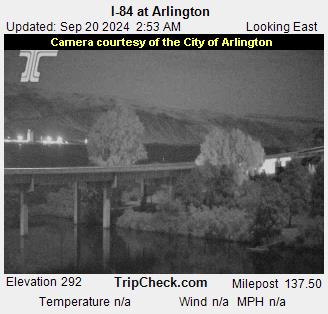 I-84 at Arlington
Updated: Sep 20 2024 2:53 AM Looking East
Camera courtesy of the City of Arlington
Elevation 292 TripCheck.com Milepost 137.50
Temperature n/a Wind n/a MPH n/a